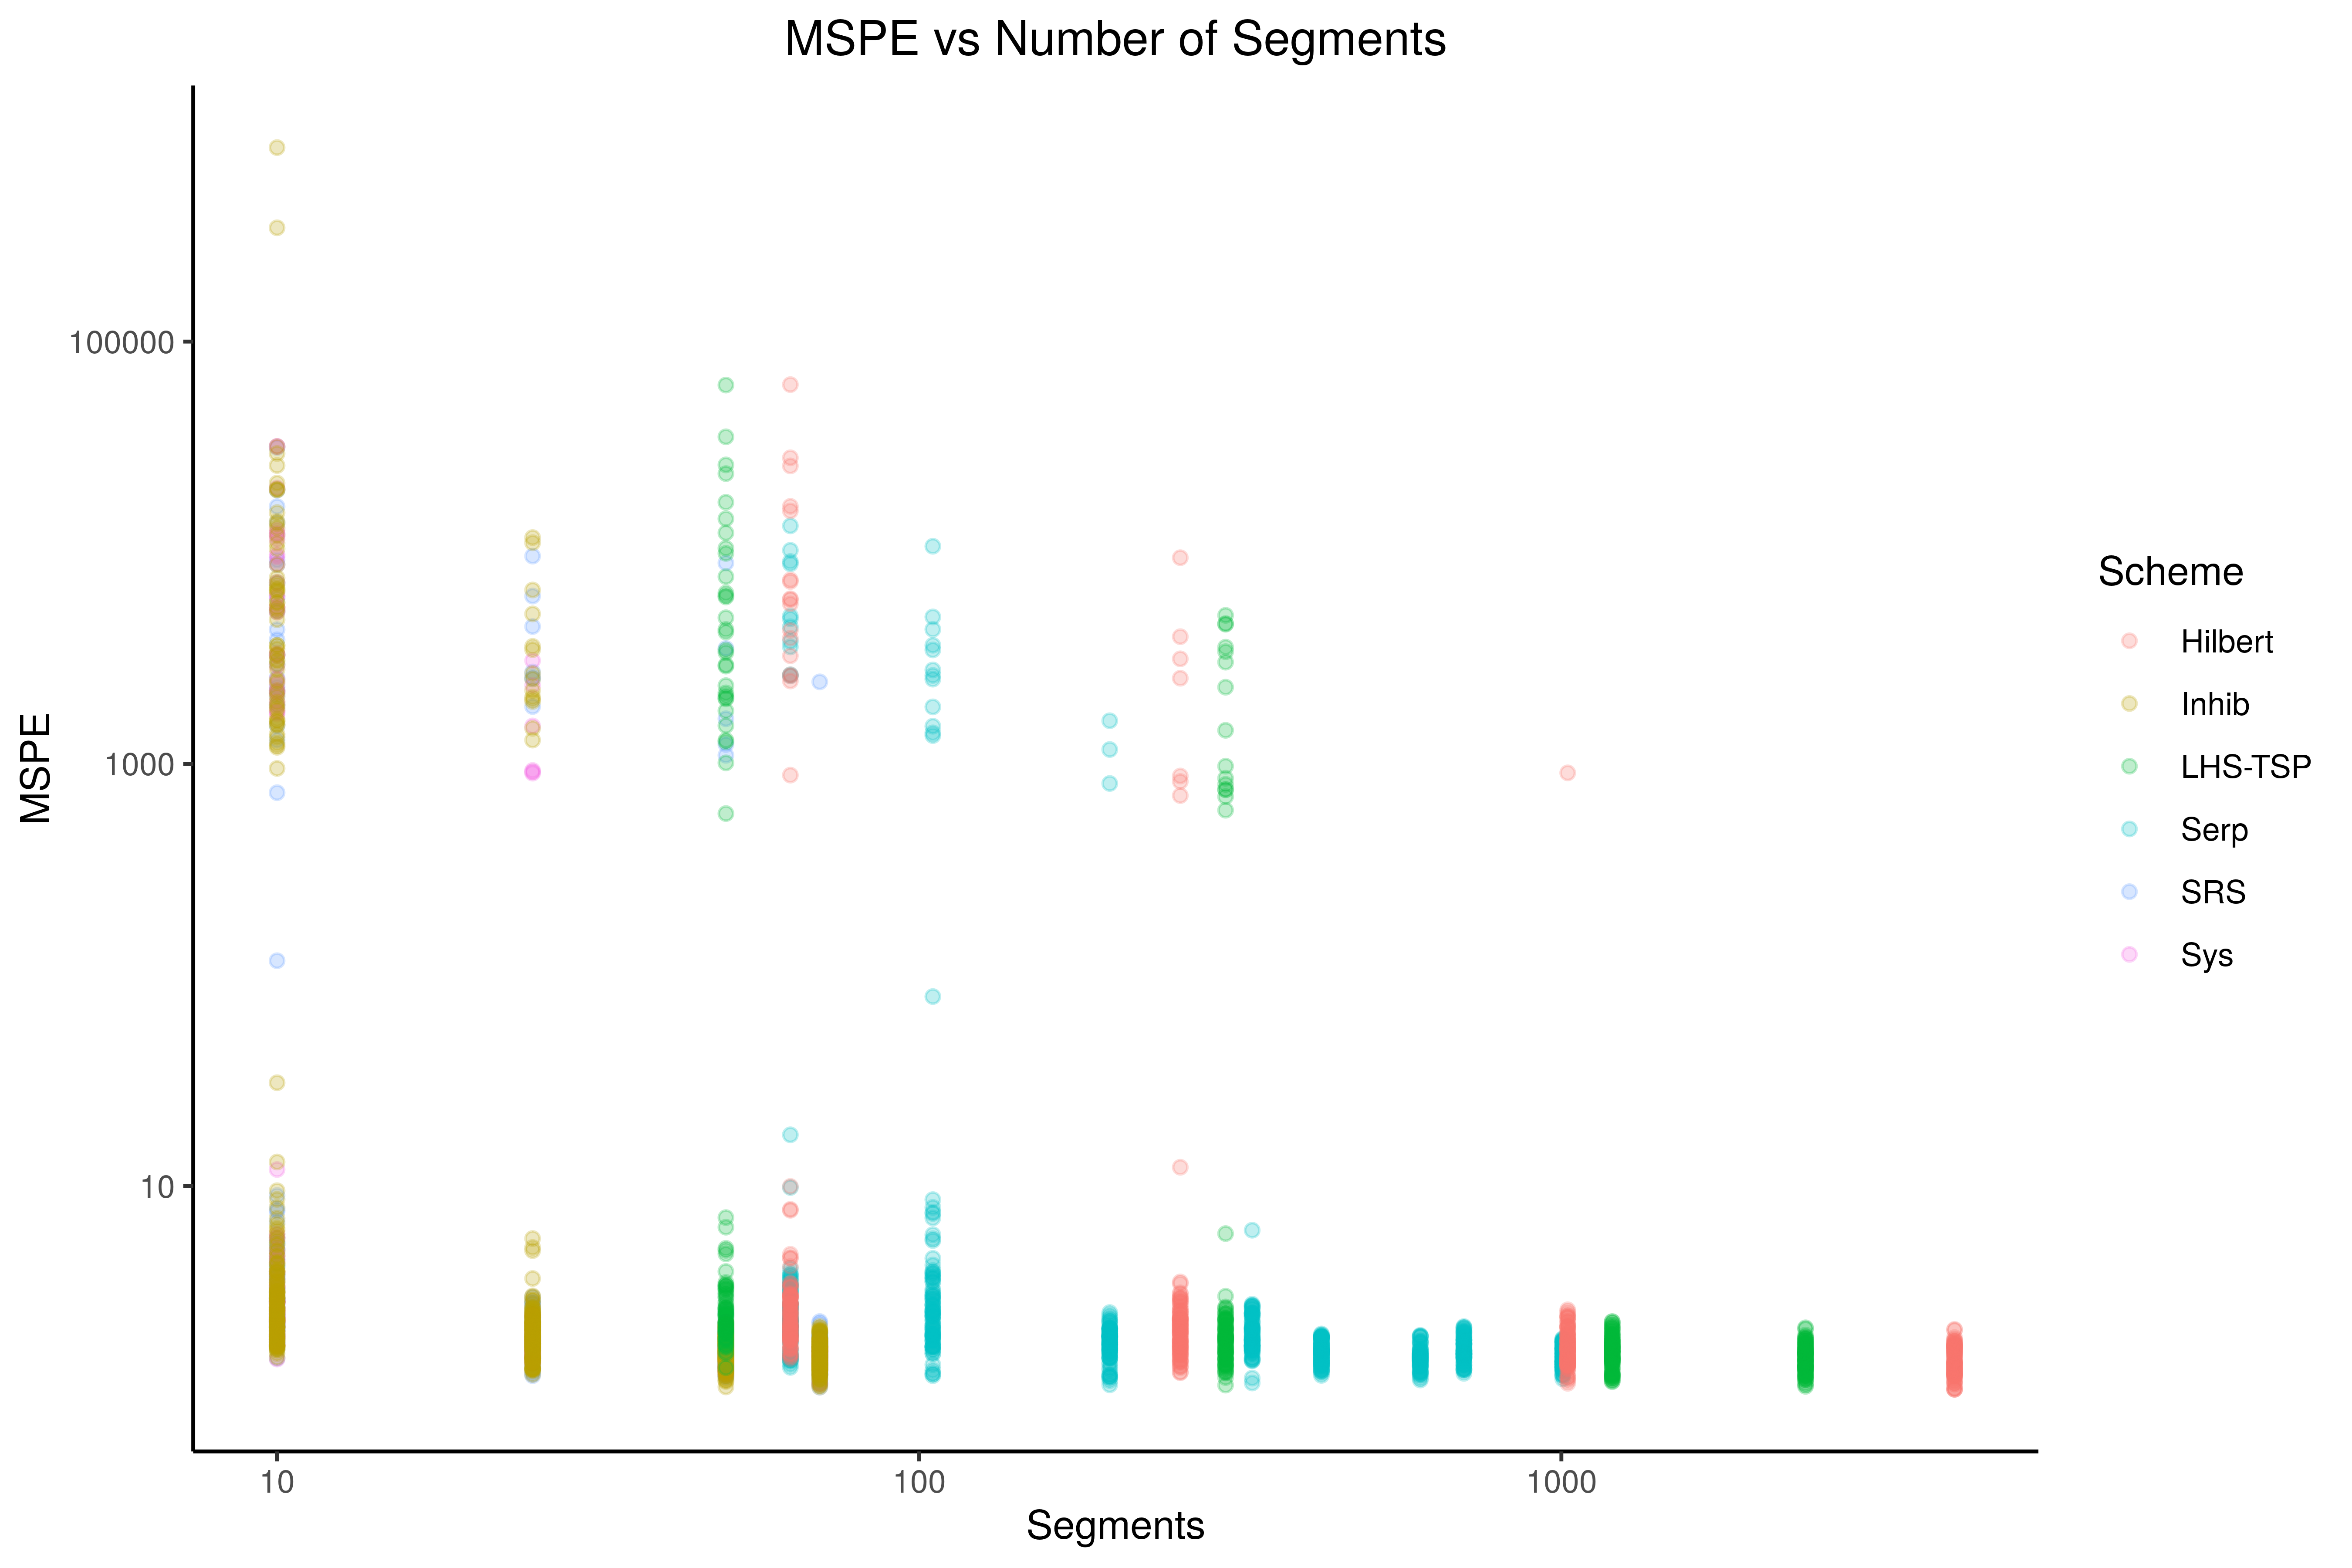 MSPE vs Number of Segments
MSPE
100000
1000
10
10
100
1000
Segments
Scheme
Hilbert
Inhib
LHS-TSP
Serp
SRS
Sys